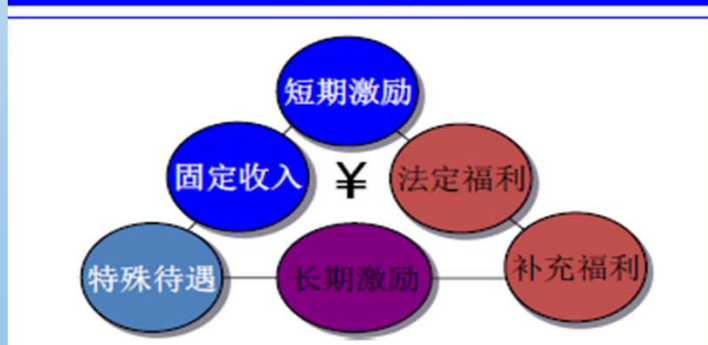 短期激励
固定收入
¥
法定福利
特殊待遇
长期激励
补充福利